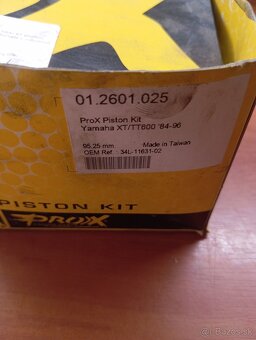 01.2601.025
ProX Piston Kit
Yamaha XT/TT600 '84-96
95.25 mm Made in Taiwan
OEM Ref. 34L-11631-02
PISTON KIT
PROX